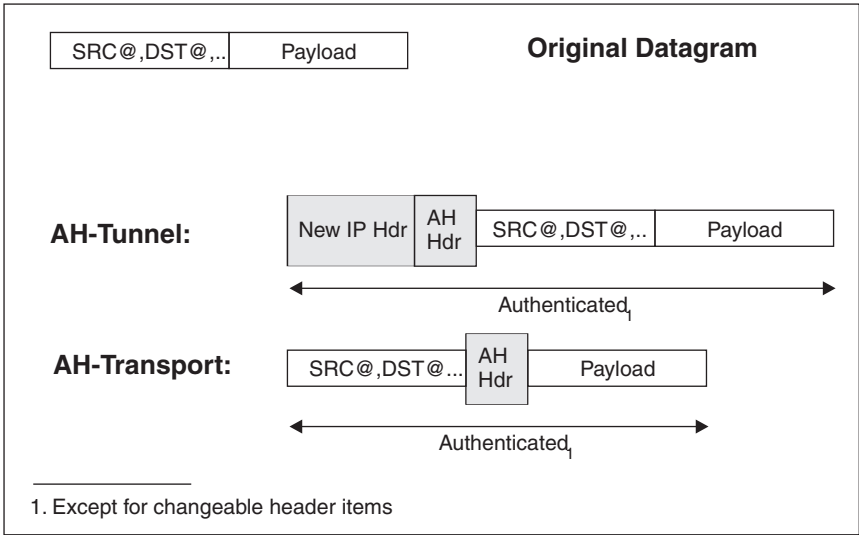 SRC@,DST@,.. Payload Original Datagram
AH-Tunnel: New IP Hdr AH Hdr SRC@,DST@,.. Payload
Authenticated1
AH-Transport: SRC@,DST@... AH Hdr Payload
Authenticated1
1. Except for changeable header items